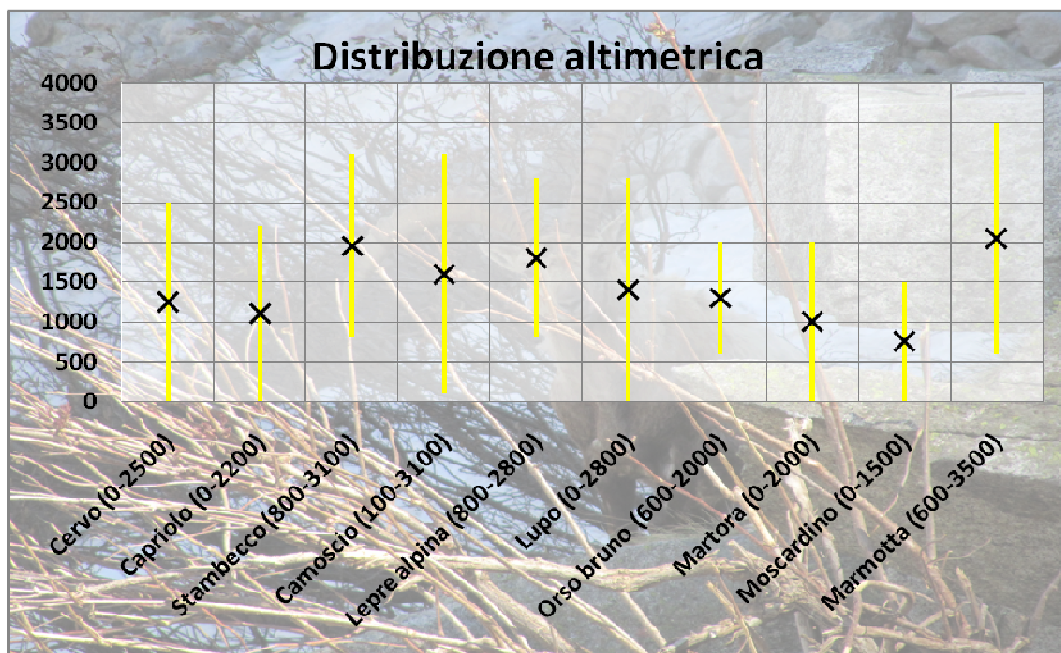 Distribuzione altimetrica
4000
3500
3000
2500
2000
1500
1000
500
0
Cervo (0-2500)
Capriolo (0-2200)
Stambecco (800-3100)
Camoscio (100-3100)
Lepre alpina (800-2800)
Lupo (0-2800)
Orso bruno (600-2000)
Martora (0-2000)
Moscardino (0-1500)
Marmotta (600-3500)